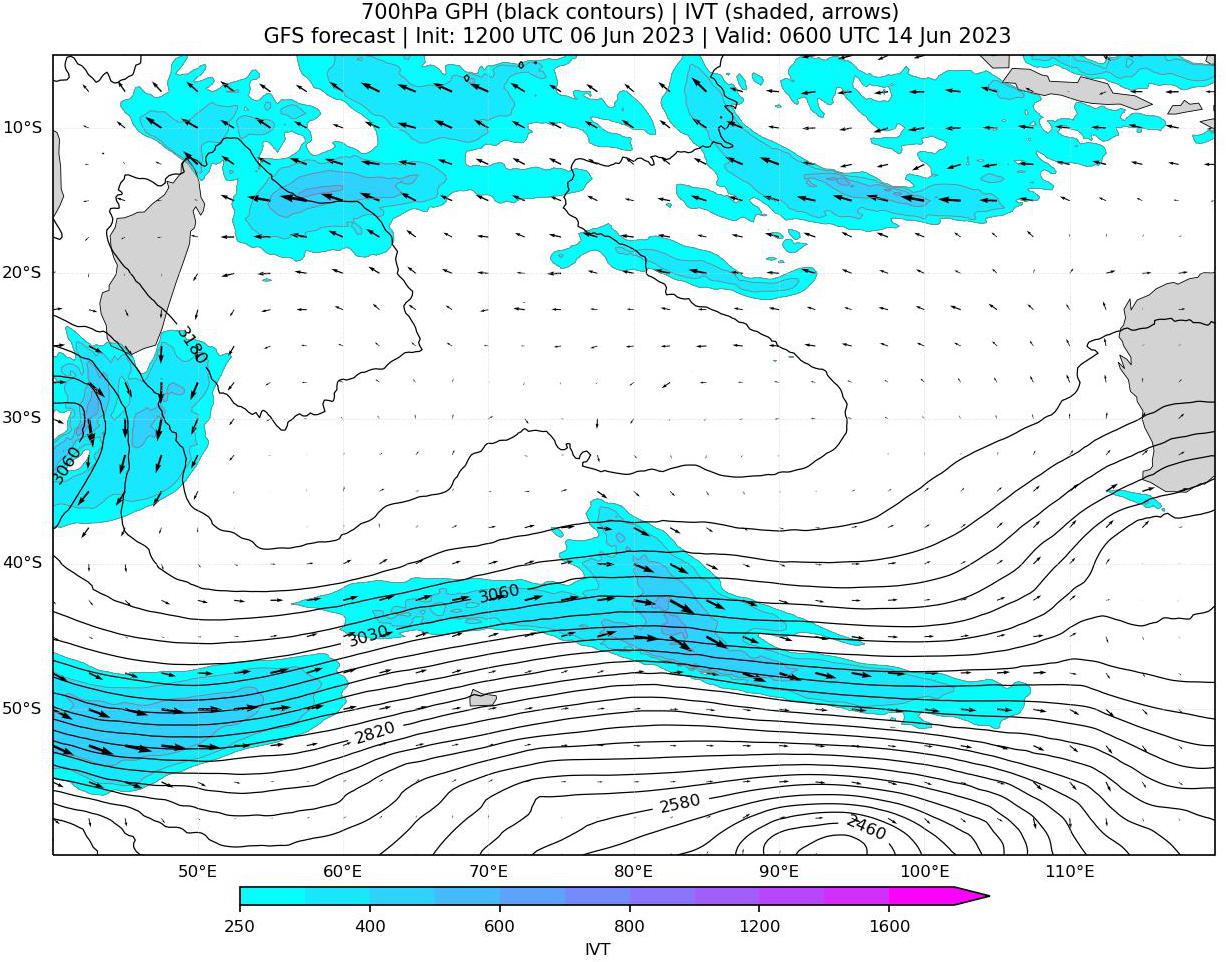 700hPa GPH (black contours) | IVT (shaded, arrows)
GFS forecast | Init: 1200 UTC 06 Jun 2023 | Valid: 0600 UTC 14 Jun 2023
10°S
20°S
3180
30°S
3060
40°S
3060
3030
50°S
2820
2580
2460
50°E 60°E 70°E 80°E 90°E 100°E 110°E
250 400 600 800 1200 1600
IVT